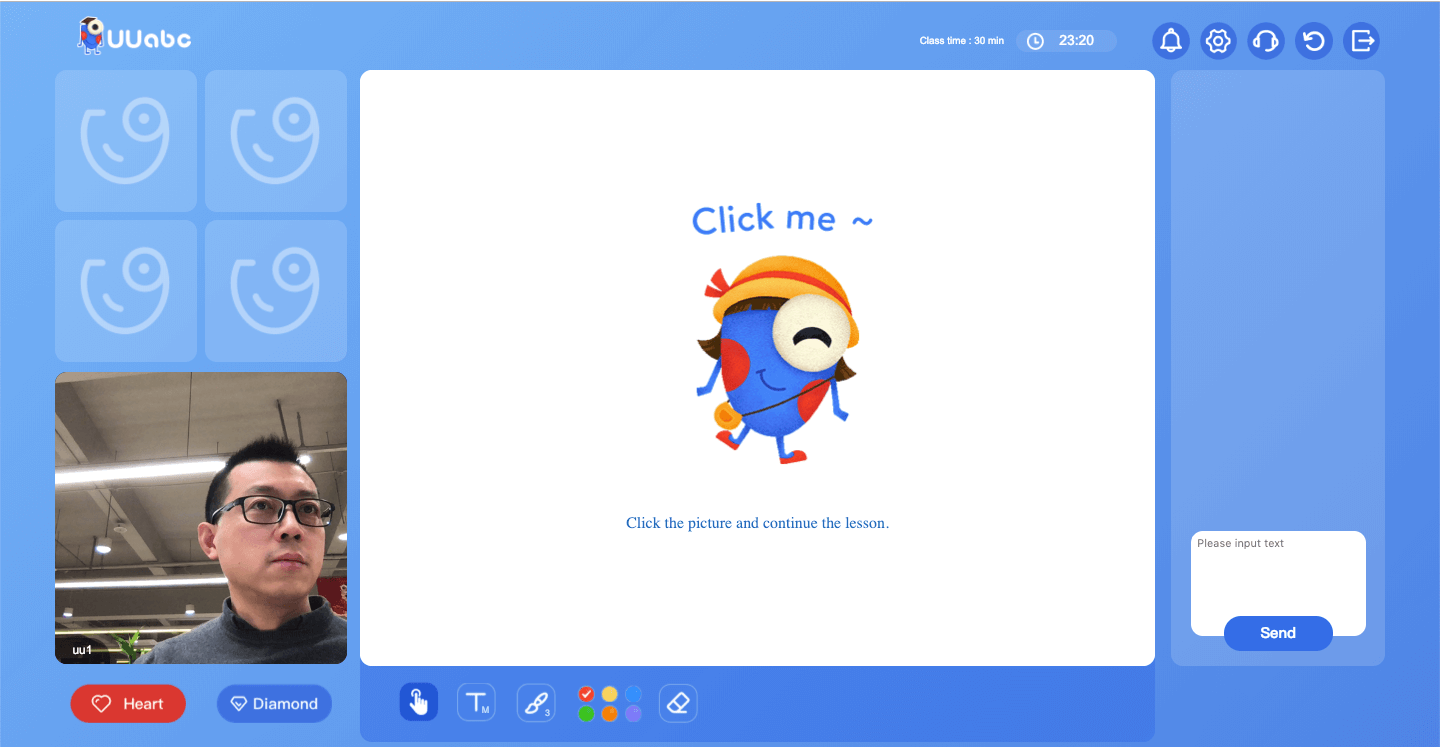 UUabc
Class time : 30 min
23:20
Click me ~
Click the picture and continue the lesson.
Please input text
Send
uu1
Heart
Diamond
T M
3